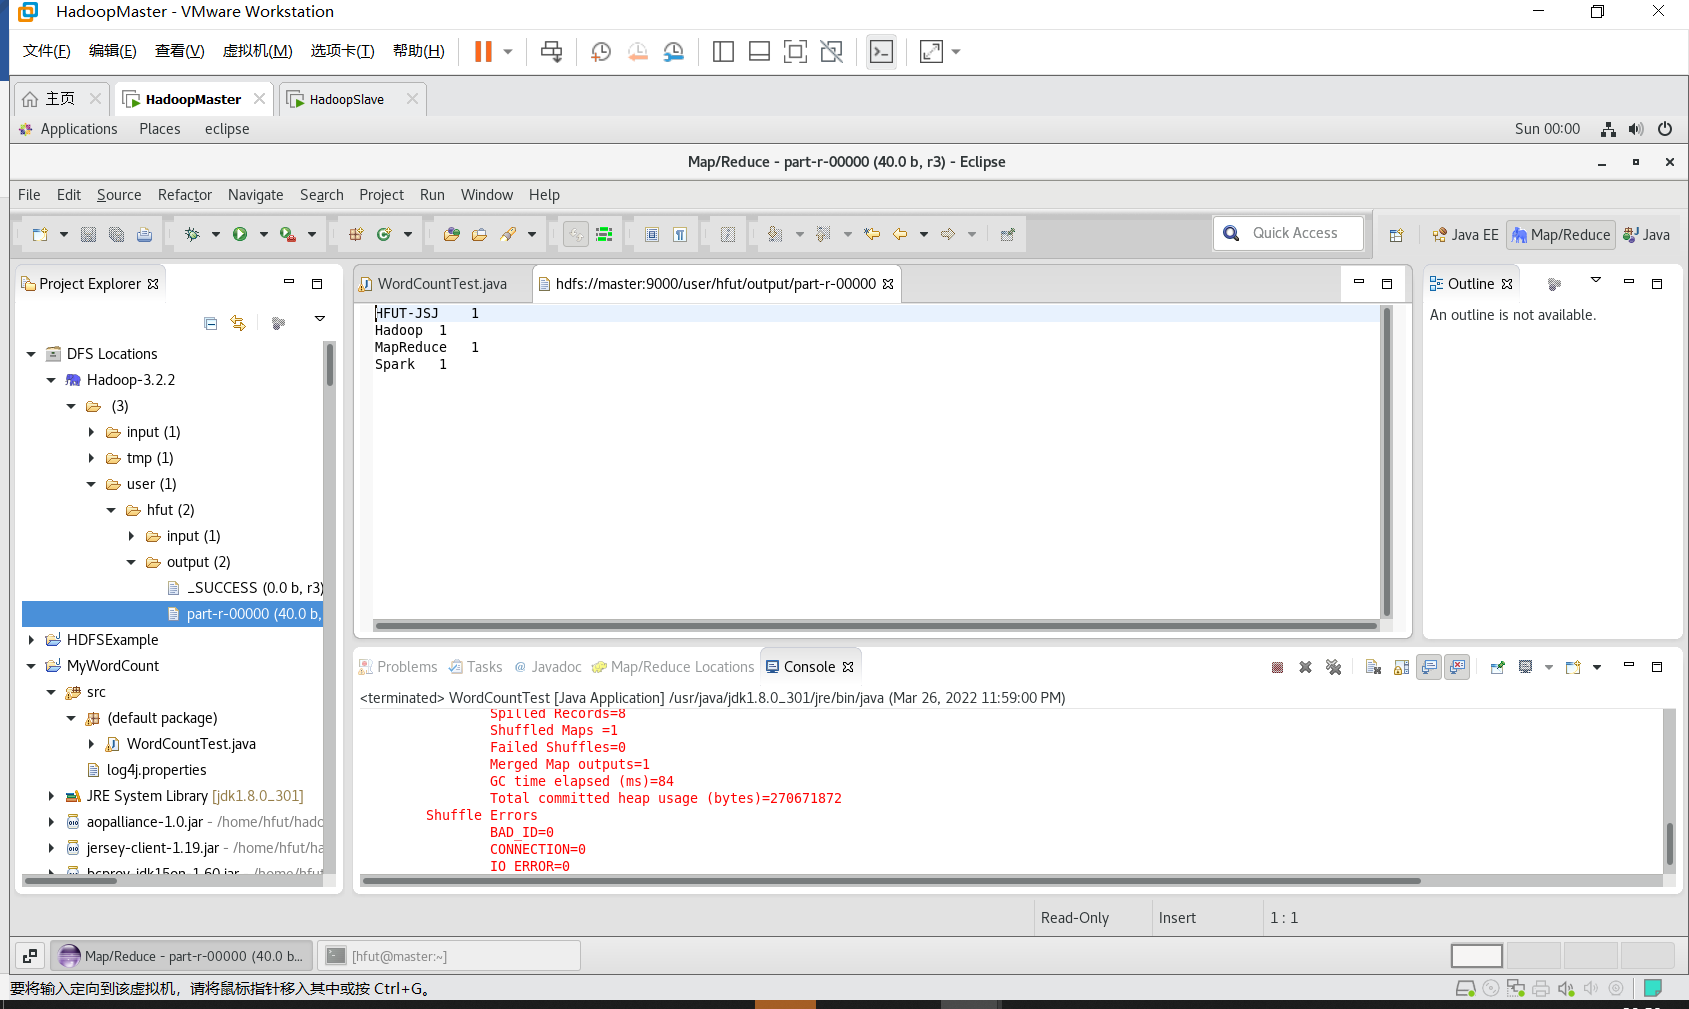 HadoopMaster - VMware Workstation
文件(F) 编辑(E) 查看(V) 虚拟机(M) 选项卡(T) 帮助(H)
主页 HadoopMaster HadoopSlave
Applications Places eclipse Sun 00:00
Map/Reduce - part-r-00000 (40.0 b, r3) - Eclipse
File Edit Source Refactor Navigate Search Project Run Window Help
Quick Access Java EE Map/Reduce Java
Project Explorer
DFS Locations
Hadoop-3.2.2
(3)
input (1)
tmp (1)
user (1)
hfut (2)
input (1)
output (2)
_SUCCESS (0.0 b, r3)
part-r-00000 (40.0 b,
HDFSExample
MyWordCount
src
(default package)
WordCountTest.java
log4j.properties
JRE System Library [jdk1.8.0_301]
aopalliance-1.0.jar - /home/hfut/hado
jersey-client-1.19.jar - /home/hfut/ha
bcprov-jdk15on-1.60.jar - /home/hfut
WordCountTest.java hdfs://master:9000/user/hfut/output/part-r-00000
HFUT-JSJ 1
Hadoop 1
MapReduce 1
Spark 1
Outline
An outline is not available.
Problems Tasks Javadoc Map/Reduce Locations Console
<terminated> WordCountTest [Java Application] /usr/java/jdk1.8.0_301/jre/bin/java (Mar 26, 2022 11:59:00 PM)
Spilled Records=8
Shuffled Maps =1
Failed Shuffles=0
Merged Map outputs=1
GC time elapsed (ms)=84
Total committed heap usage (bytes)=270671872
Shuffle Errors
BAD_ID=0
CONNECTION=0
IO_ERROR=0
Read-Only Insert 1 : 1
Map/Reduce - part-r-00000 (40.0 b... [hfut@master:~]
要将输入定向到该虚拟机，请将鼠标指针移入其中或按 Ctrl+G。